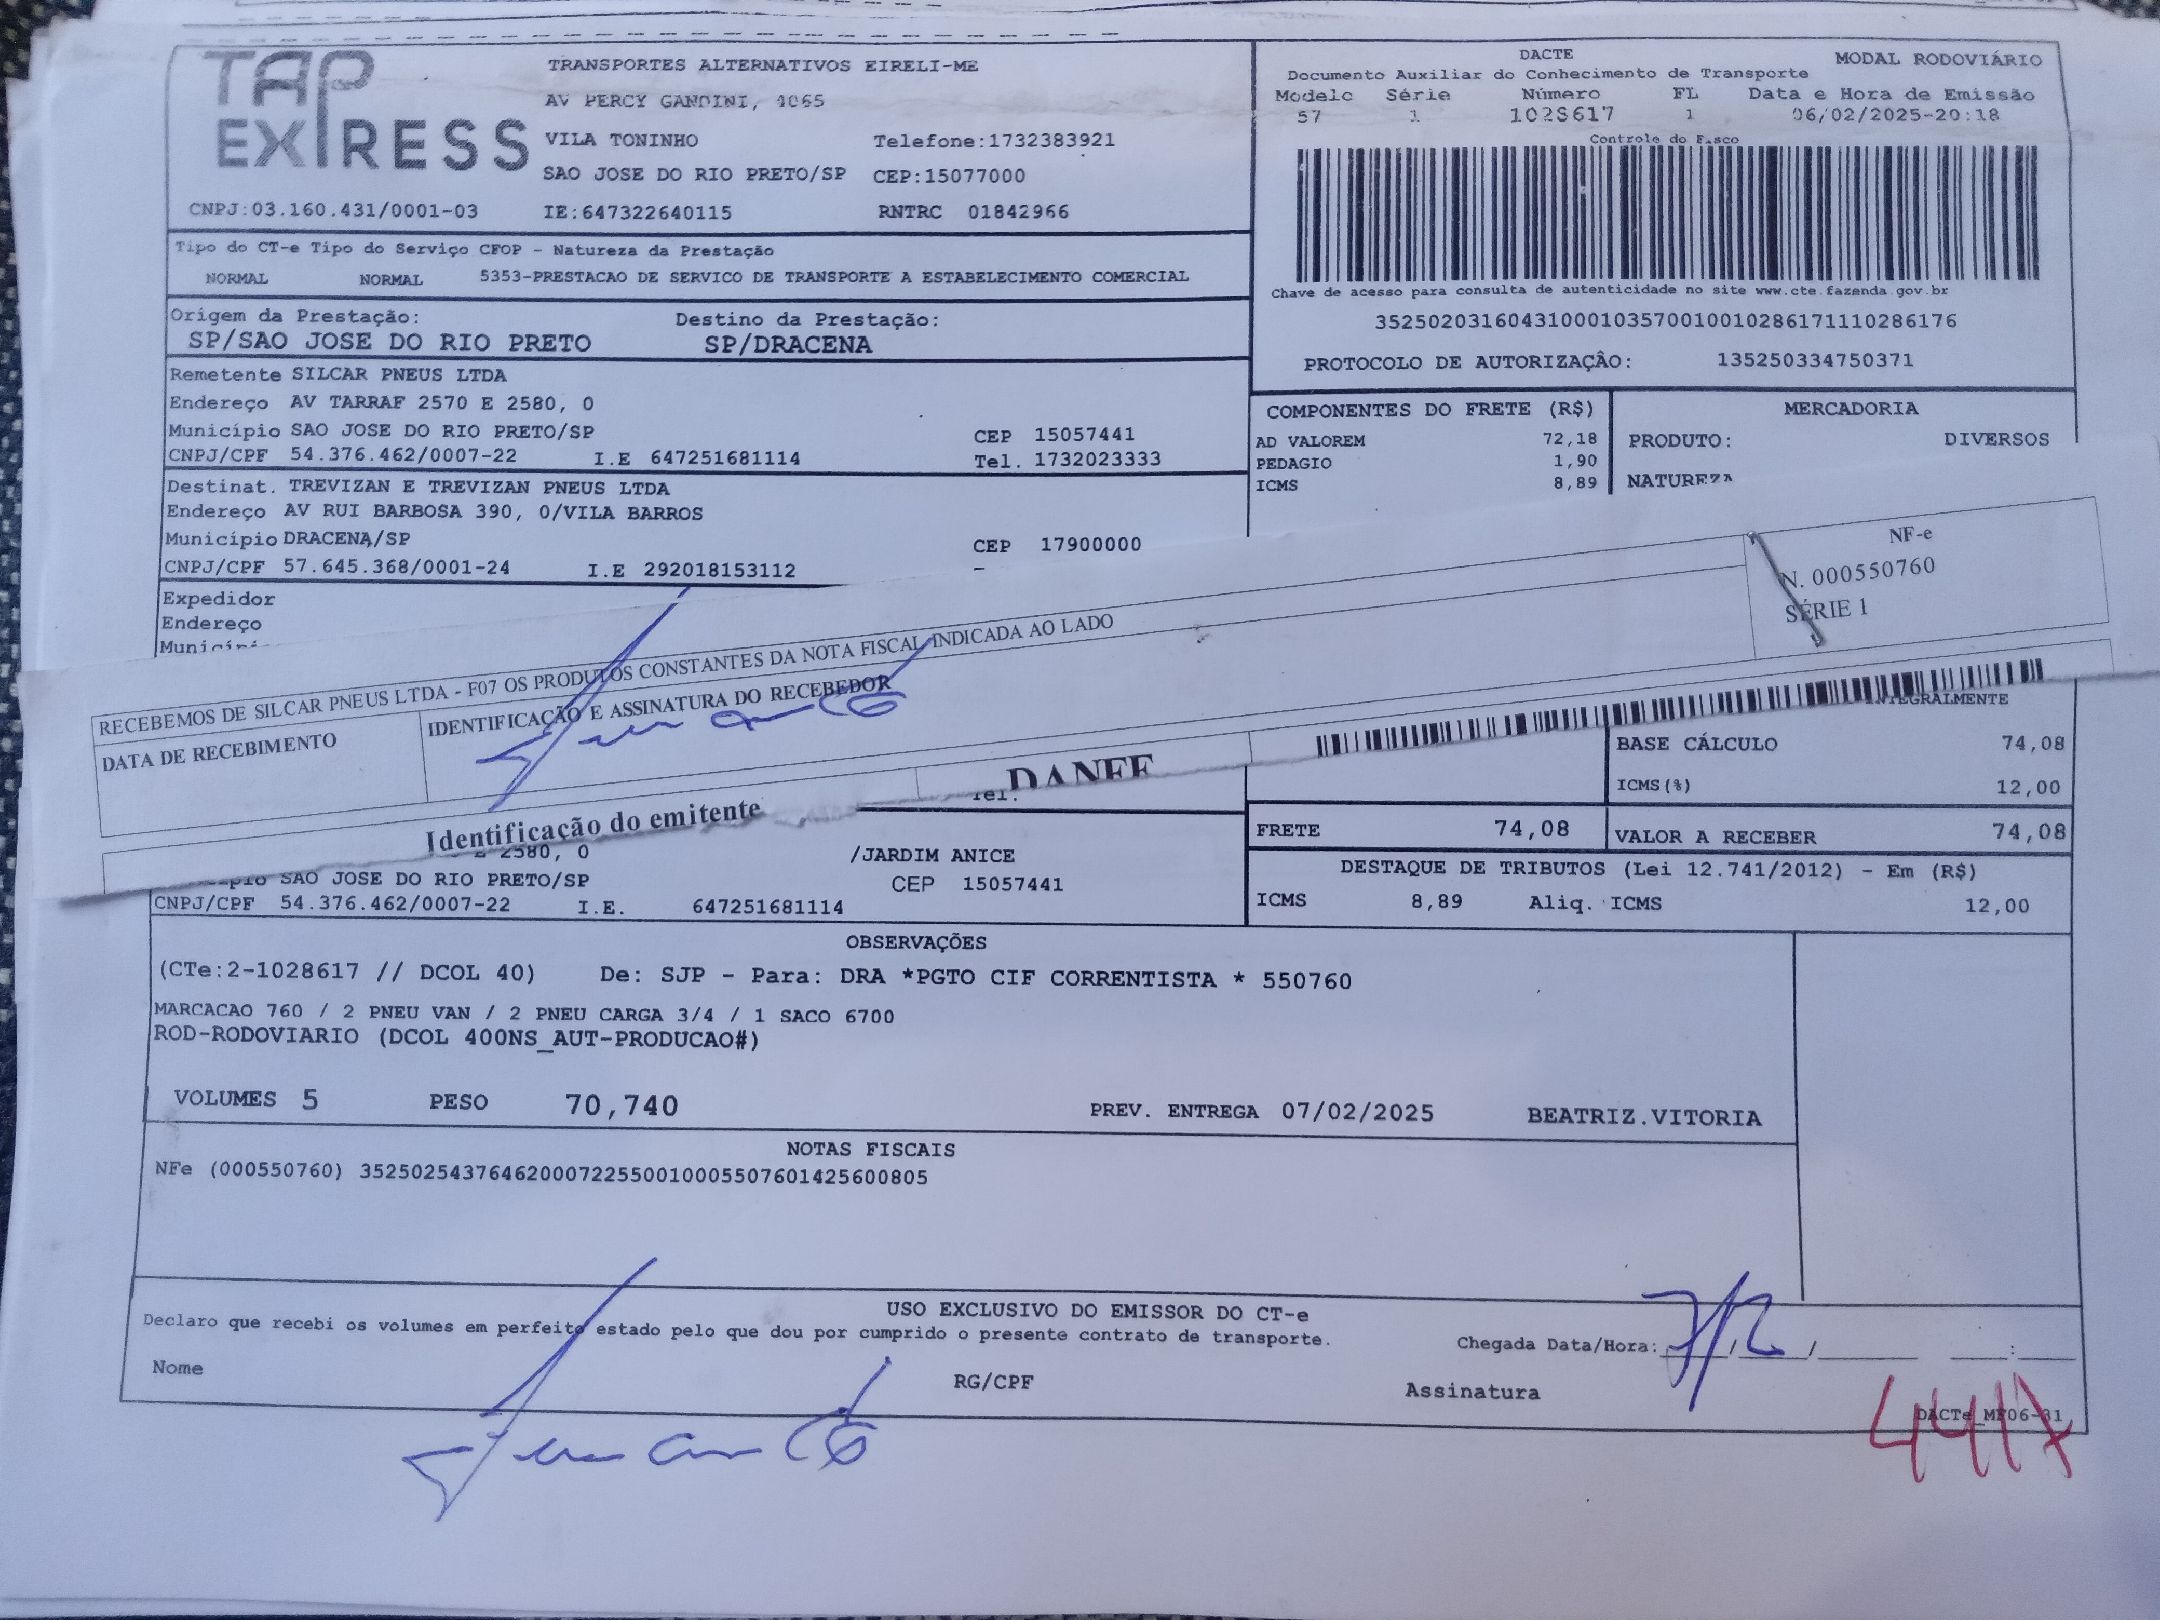 TAP EXPRESS
TRANSPORTES ALTERNATIVOS EIRELI-ME
AV PERCY GANDINI, 1065
VILA TONINHO Telefone:1732383921
SAO JOSE DO RIO PRETO/SP CEP:15077000
CNPJ:03.160.431/0001-03 IE:647322640115 RNTRC 01842966
DACTE MODAL RODOVIÁRIO
Documento Auxiliar do Conhecimento de Transporte
Modelo Série Número FL Data e Hora de Emissão
57 1 1028617 1 06/02/2025-20:18
Controle do Fisco
Chave de acesso para consulta de autenticidade no site www.cte.fazenda.gov.br
35250203160431000103570010010286171110286176
PROTOCOLO DE AUTORIZAÇÂO: 135250334750371
Tipo do CT-e Tipo do Serviço CFOP - Natureza da Prestação
NORMAL NORMAL 5353-PRESTACAO DE SERVICO DE TRANSPORTE A ESTABELECIMENTO COMERCIAL
Origem da Prestação: Destino da Prestação:
SP/SAO JOSE DO RIO PRETO SP/DRACENA
Remetente SILCAR PNEUS LTDA
Endereço AV TARRAF 2570 E 2580, 0
Município SAO JOSE DO RIO PRETO/SP CEP 15057441
CNPJ/CPF 54.376.462/0007-22 I.E 647251681114 Tel. 1732023333
Destinat. TREVIZAN E TREVIZAN PNEUS LTDA
Endereço AV RUI BARBOSA 390, 0/VILA BARROS
Município DRACENA/SP CEP 17900000
CNPJ/CPF 57.645.368/0001-24 I.E 292018153112
Expedidor
Endereço
COMPONENTES DO FRETE (R$) MERCADORIA
AD VALOREM 72,18 PRODUTO: DIVERSOS
PEDAGIO 1,90
ICMS 8,89 NATUREZA
NF-e
N. 000550760
SÉRIE 1
RECEBEMOS DE SILCAR PNEUS LTDA - F07 OS PRODUTOS CONSTANTES DA NOTA FISCAL INDICADA AO LADO
DATA DE RECEBIMENTO IDENTIFICAÇÃO E ASSINATURA DO RECEBEDOR
Identificação do emitente DANFE
Tel.
INTEGRALMENTE
BASE CÁLCULO 74,08
ICMS(%) 12,00
FRETE 74,08 VALOR A RECEBER 74,08
DESTAQUE DE TRIBUTOS (Lei 12.741/2012) - Em (R$)
ICMS 8,89 Aliq. ICMS 12,00
E 2580, 0 /JARDIM ANICE
SAO JOSE DO RIO PRETO/SP CEP 15057441
CNPJ/CPF 54.376.462/0007-22 I.E. 647251681114
OBSERVAÇÕES
(CTe:2-1028617 // DCOL 40) De: SJP - Para: DRA *PGTO CIF CORRENTISTA * 550760
MARCACAO 760 / 2 PNEU VAN / 2 PNEU CARGA 3/4 / 1 SACO 6700
ROD-RODOVIARIO (DCOL 400NS_AUT-PRODUCAO#)
VOLUMES 5 PESO 70,740 PREV. ENTREGA 07/02/2025 BEATRIZ.VITORIA
NOTAS FISCAIS
NFe (000550760) 35250254376462000722550010005507601425600805
USO EXCLUSIVO DO EMISSOR DO CT-e
Declaro que recebi os volumes em perfeito estado pelo que dou por cumprido o presente contrato de transporte.
Chegada Data/Hora: 7/2
Nome RG/CPF Assinatura
DACTe_MF06-31
4417